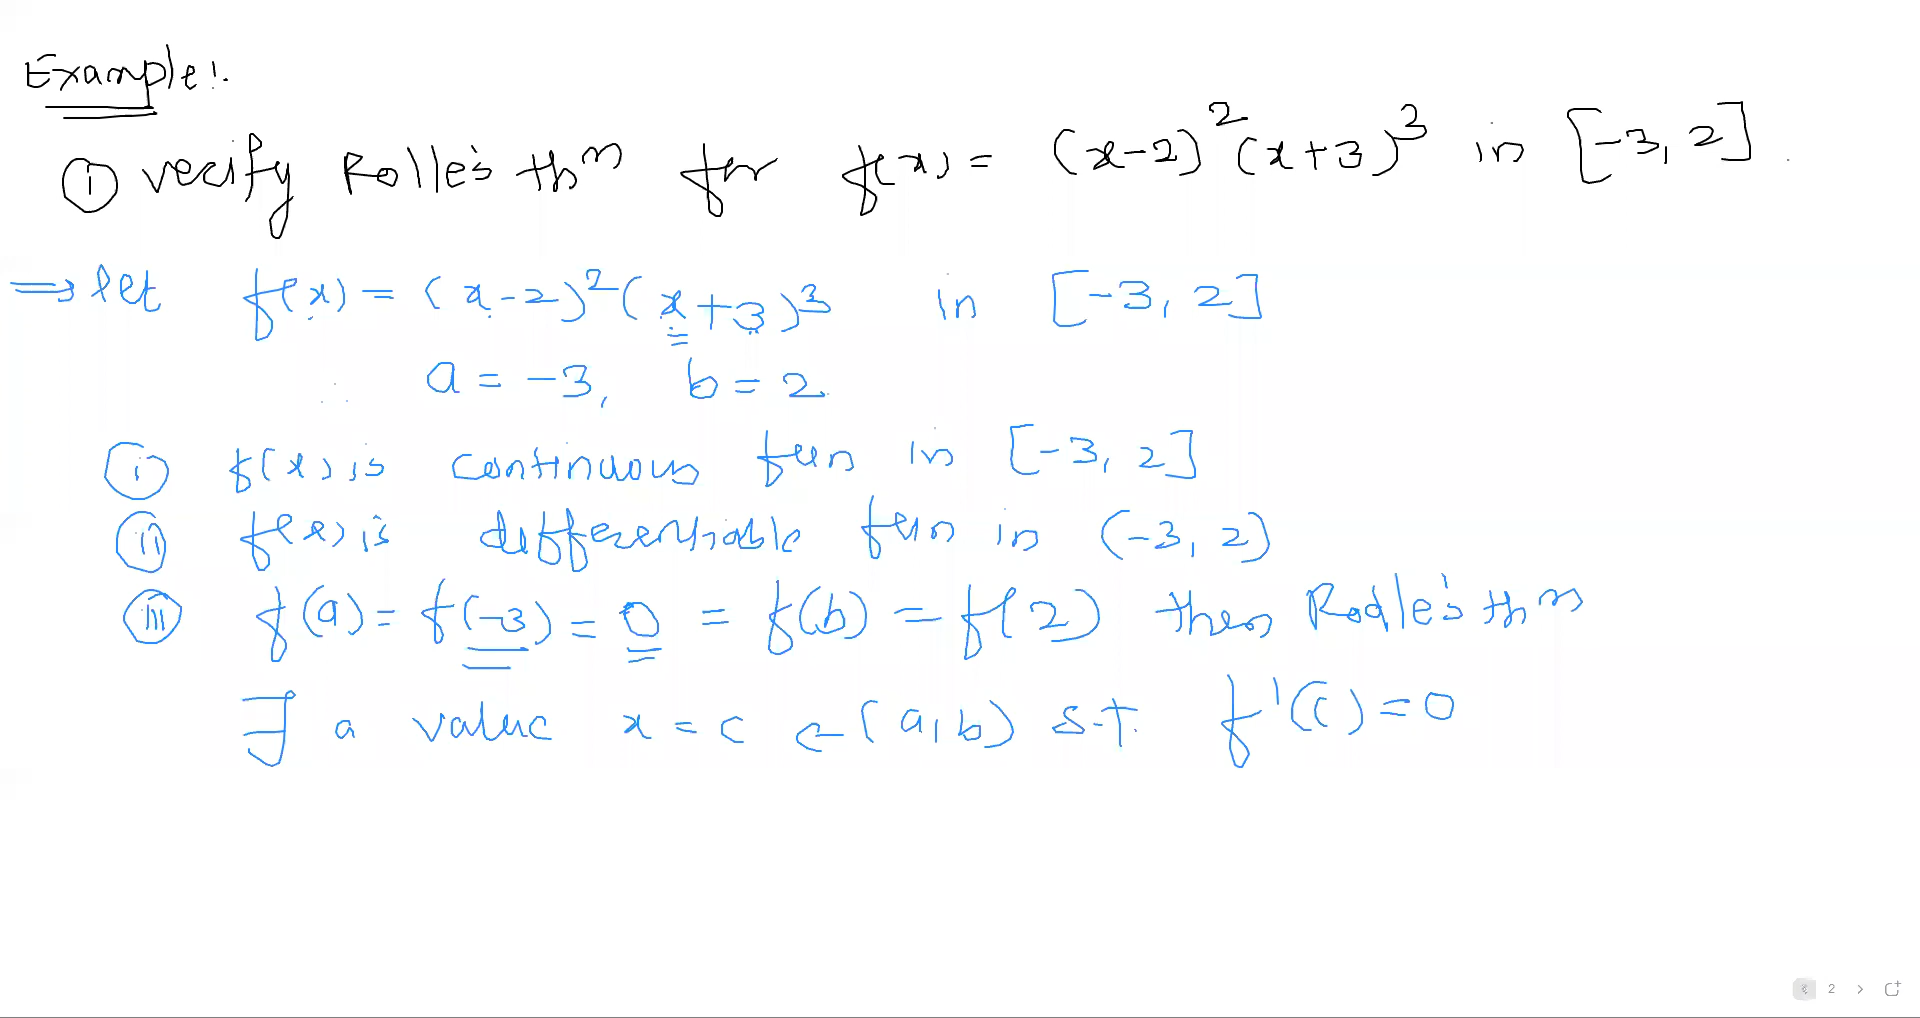 Example:
① verify Rolle's thm for f(x) = (x-2)²(x+3)³ in [-3, 2].
⇒ let f(x) = (x-2)²(x+3)³ in [-3, 2]
a = -3, b = 2
(i) f(x) is continuous fun in [-3, 2]
(ii) f(x) is differentiable fun in (-3, 2)
(iii) f(a) = f(-3) = 0 = f(b) = f(2) then Rolle's thm
∃ a value x = c ∈ (a, b) s.t. f'(c) = 0
2